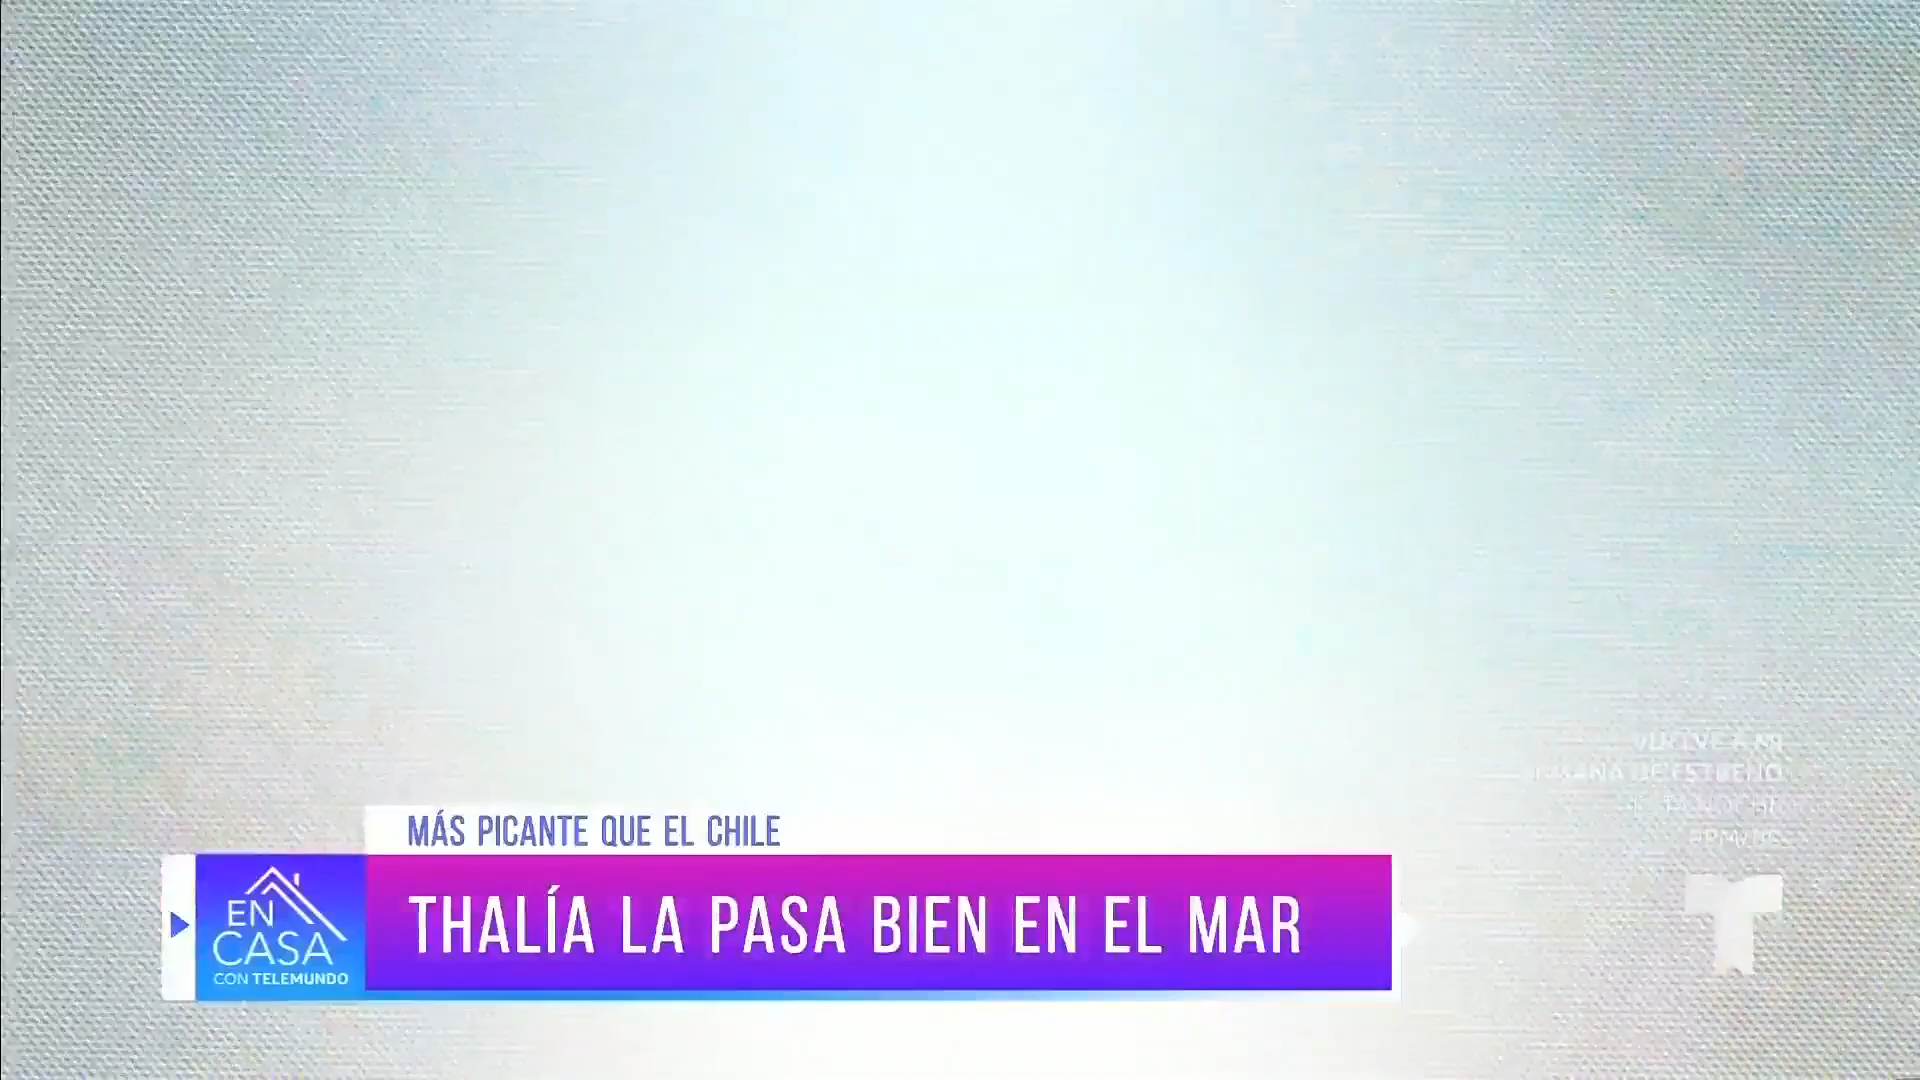 MÁS PICANTE QUE EL CHILE
THALÍA LA PASA BIEN EN EL MAR
EN
CASA
CON TELEMUNDO